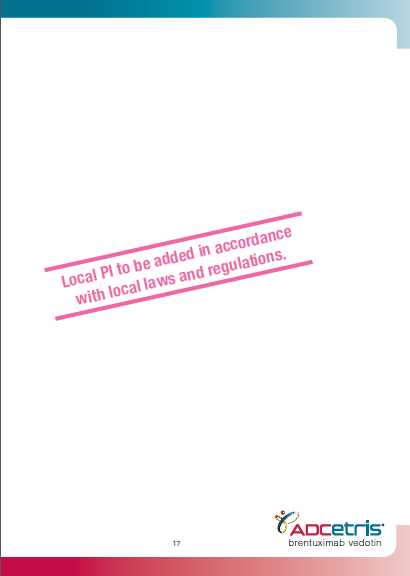 Local PI to be added in accordance
with local laws and regulations.
ADCetris
brentuximab vedotin
17